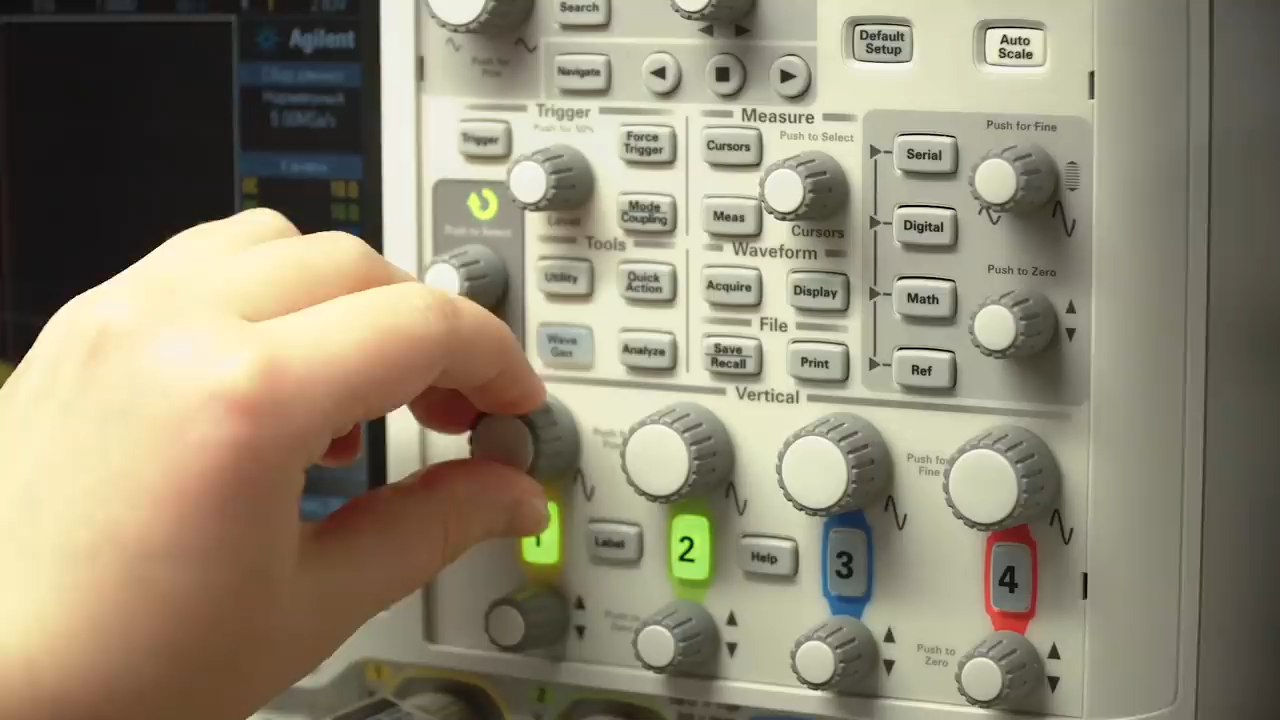 Agilent
Search
Navigate
Default
Setup
Auto
Scale
Trigger
Push for 50%
Trigger
Force
Trigger
Level
Mode
Coupling
Push to Select
Measure
Cursors
Push to Select
Meas
Cursors
Tools
Utility
Quick
Action
Wave
Gen
Analyze
Waveform
Acquire
Display
File
Save
Recall
Print
Push for Fine
Serial
Digital
Push to Zero
Math
Ref
Vertical
Push for
Fine
1
Label
2
Help
3
4
Push to
Zero